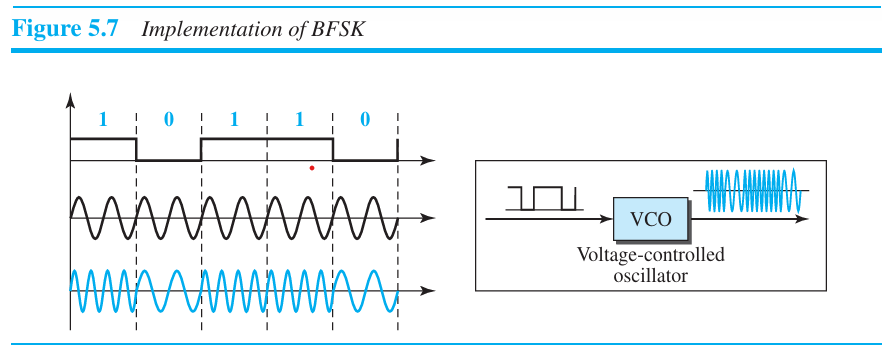 Figure 5.7 Implementation of BFSK
1 0 1 1 0
VCO
Voltage-controlled
oscillator